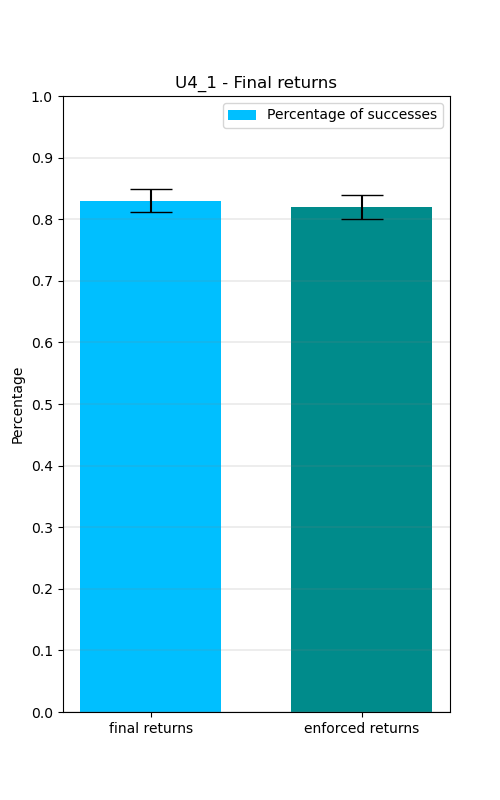 U4_1 - Final returns
Percentage of successes
1.0
0.9
0.8
0.7
0.6
0.5
0.4
0.3
0.2
0.1
0.0
Percentage
final returns
enforced returns